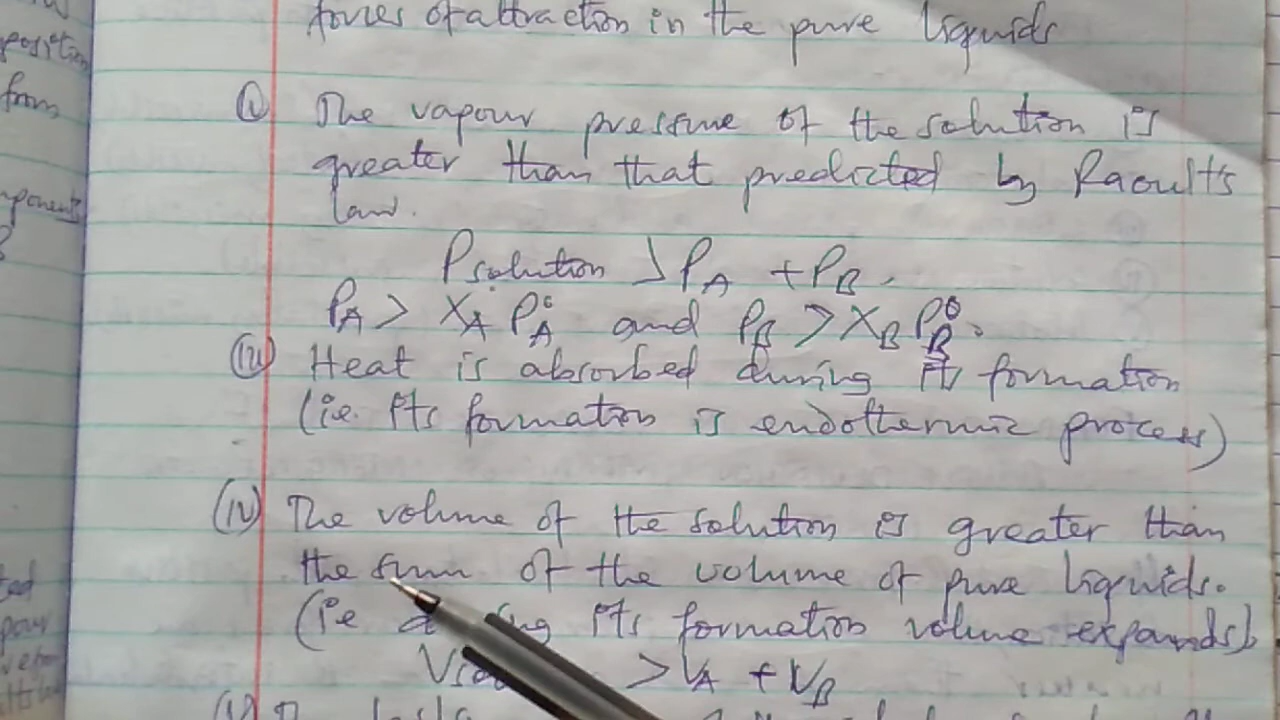 forces of attraction in the pure liquids
The vapour pressure of the solution is
greater than that predicted by Raoult's
law.
Psolution > PA + PB.
PA > XA P°A and PB > XB P°B.
Heat is absorbed during its formation
(i.e. its formation is endothermic process)
(iv) The volume of the solution is greater than
the sum of the volume of pure liquids.
(ie its formation volume expands)
> VA + VB
position
from